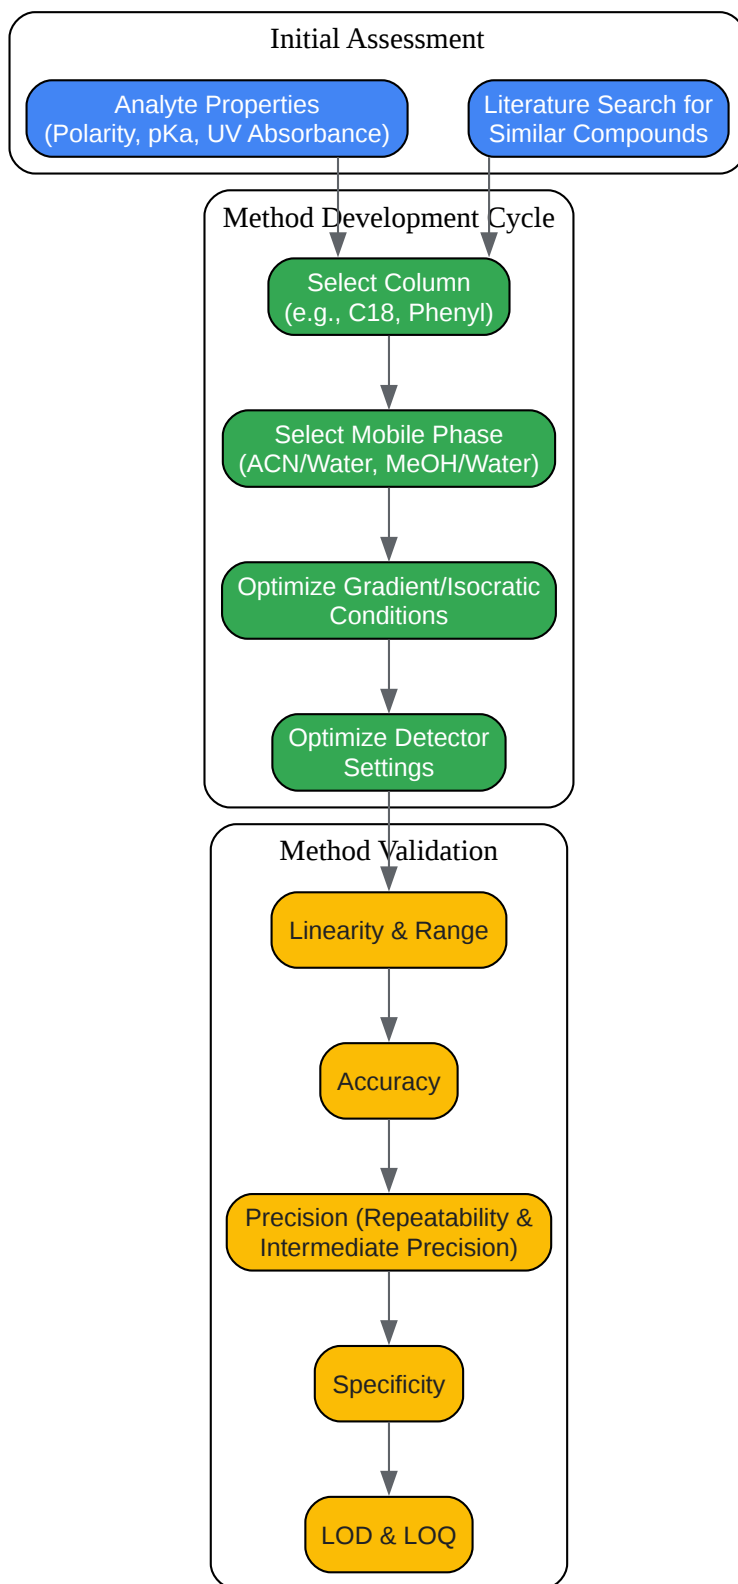 Initial Assessment
Analyte Properties
(Polarity, pKa, UV Absorbance)
Literature Search for
Similar Compounds
Method Development Cycle
Select Column
(e.g., C18, Phenyl)
Select Mobile Phase
(ACN/Water, MeOH/Water)
Optimize Gradient/Isocratic
Conditions
Optimize Detector
Settings
Method Validation
Linearity & Range
Accuracy
Precision (Repeatability &
Intermediate Precision)
Specificity
LOD & LOQ